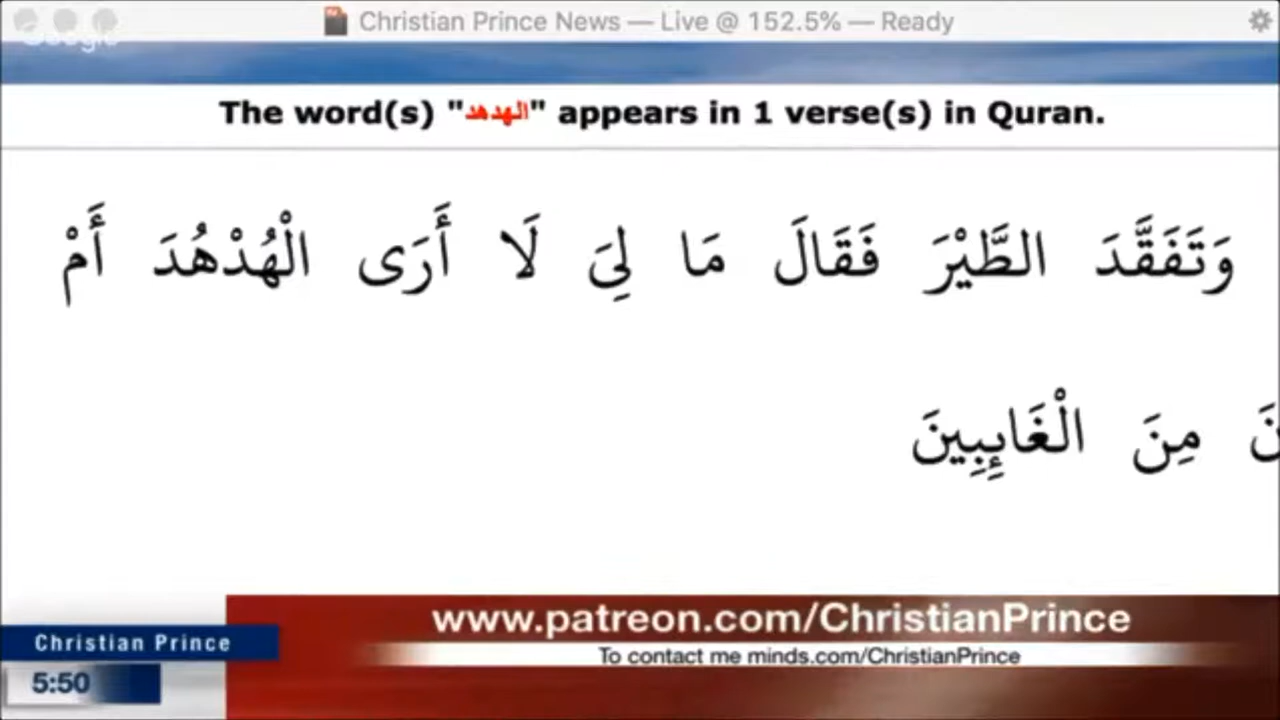 Christian Prince News — Live @ 152.5% — Ready
Google
The word(s) "الهدهد" appears in 1 verse(s) in Quran.
وَتَفَقَّدَ الطَّيْرَ فَقَالَ مَا لِيَ لَا أَرَى الْهُدْهُدَ أَمْ
مِنَ الْغَائِبِينَ
www.patreon.com/ChristianPrince
To contact me minds.com/ChristianPrince
Christian Prince
5:50